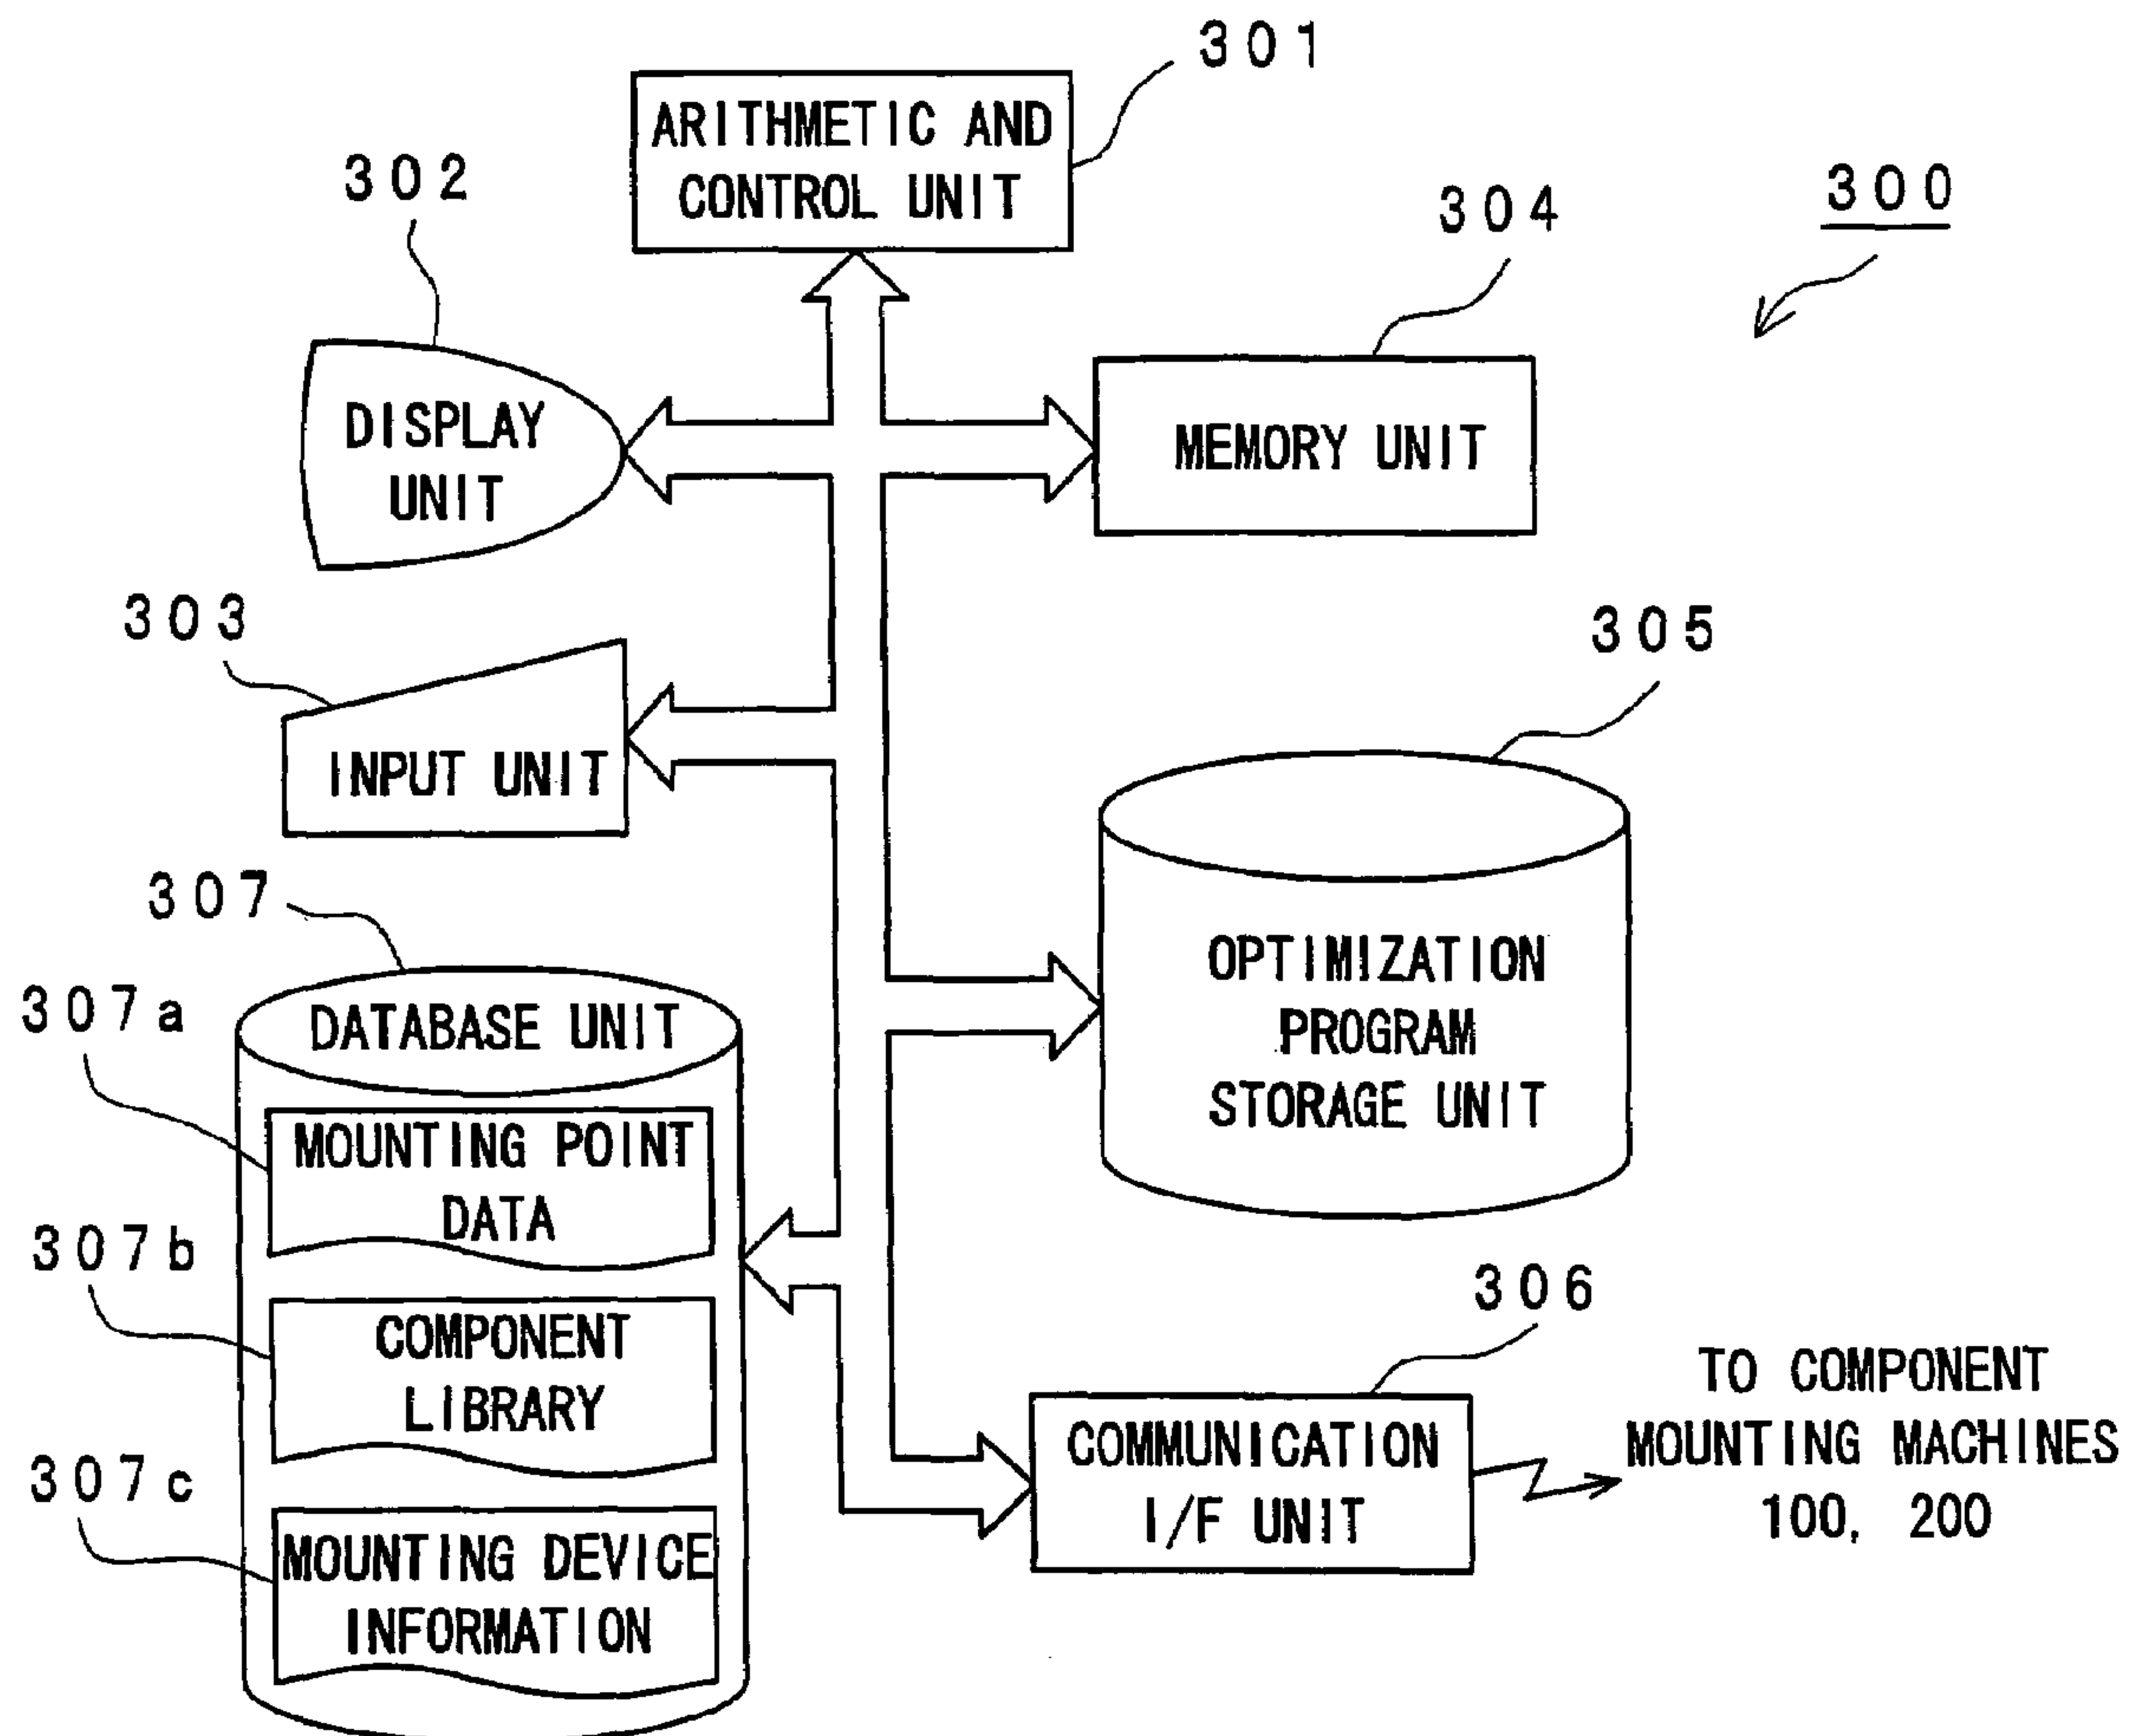 301
ARITHMETIC AND
CONTROL UNIT
302
304
300
DISPLAY
UNIT
MEMORY UNIT
303
305
INPUT UNIT
307
OPTIMIZATION
PROGRAM
STORAGE UNIT
307a
DATABASE UNIT
MOUNTING POINT
DATA
307b
COMPONENT
LIBRARY
306
TO COMPONENT
MOUNTING MACHINES
100, 200
COMMUNICATION
I/F UNIT
307c
MOUNTING DEVICE
INFORMATION